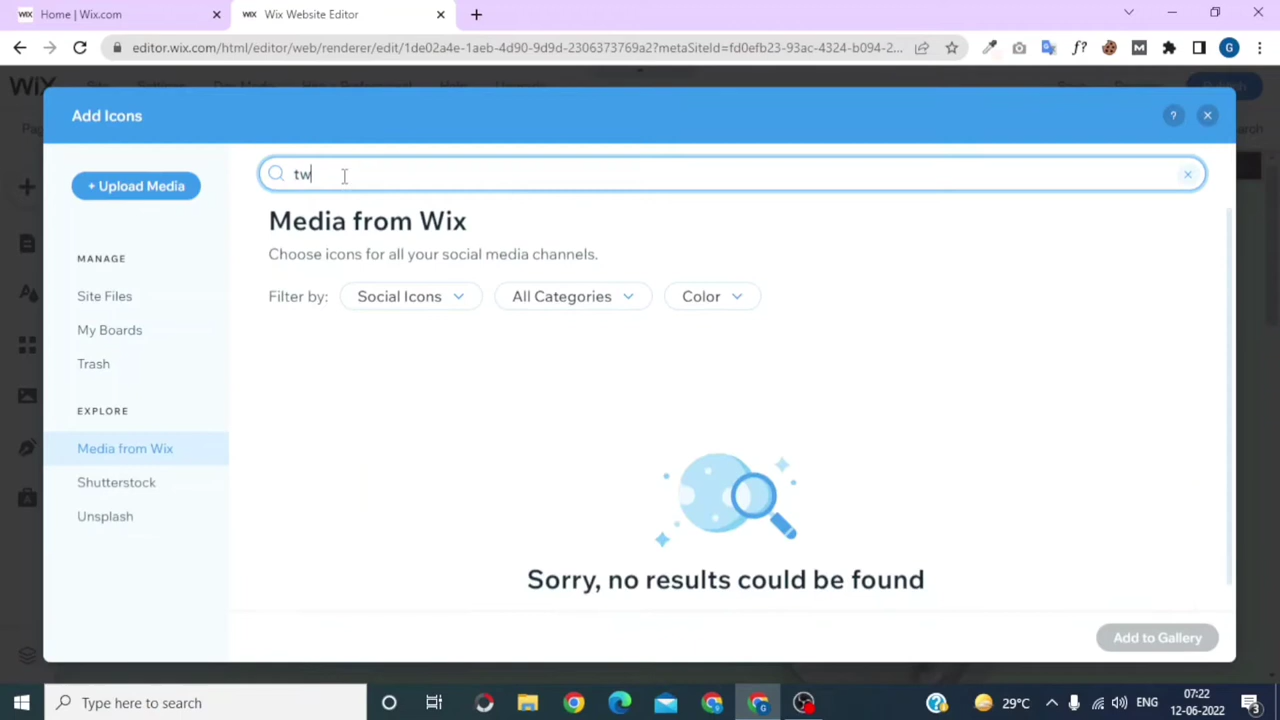 WIX Home | Wix.com
WIX Wix Website Editor
editor.wix.com/html/editor/web/renderer/edit/1de02a4e-1aeb-4d90-9d9d-2306373769a2?metaSiteId=fd0efb23-93ac-4324-b094-2...
f?
M
G
WiX
Add Icons
?
tw
+ Upload Media
Media from Wix
Choose icons for all your social media channels.
MANAGE
Filter by: Social Icons All Categories Color
Site Files
My Boards
Trash
EXPLORE
Media from Wix
Shutterstock
Unsplash
Sorry, no results could be found
Add to Gallery
Type here to search
29°C
ENG
07:22
12-06-2022
3